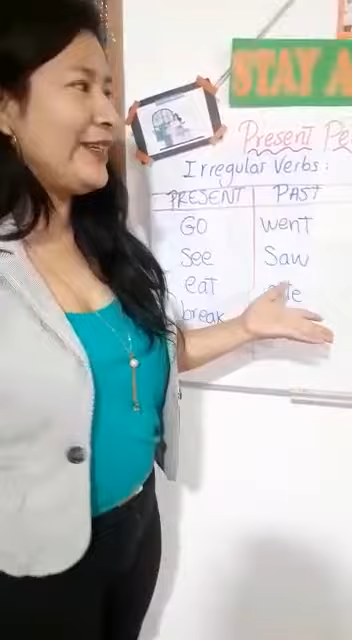 STAY A
Present Pe
Irregular Verbs:
PRESENT PAST
GO went
See Saw
eat
break